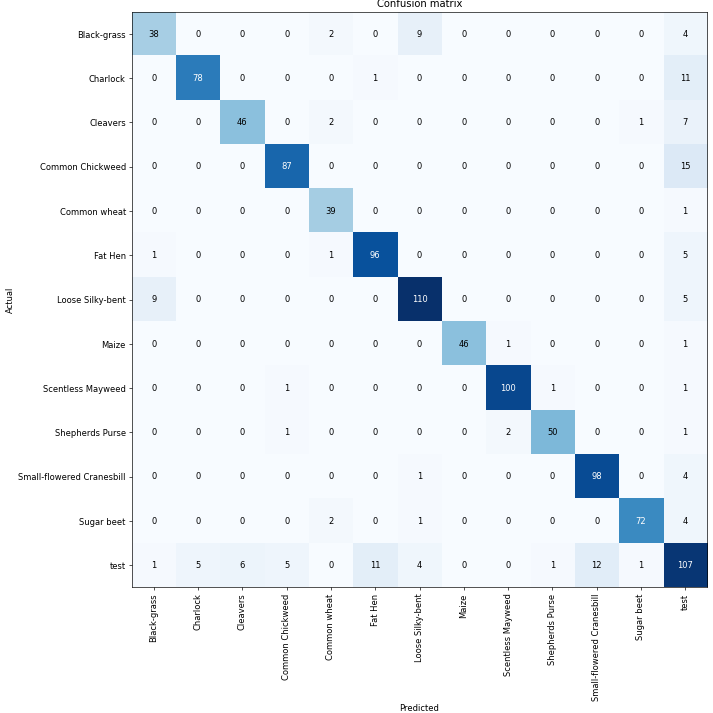 Confusion matrix
Black-grass 38 0 0 0 2 0 9 0 0 0 0 0 4
Charlock 0 78 0 0 0 1 0 0 0 0 0 0 11
Cleavers 0 0 46 0 2 0 0 0 0 0 0 1 7
Common Chickweed 0 0 0 87 0 0 0 0 0 0 0 0 15
Common wheat 0 0 0 0 39 0 0 0 0 0 0 0 1
Fat Hen 1 0 0 0 1 96 0 0 0 0 0 0 5
Loose Silky-bent 9 0 0 0 0 0 110 0 0 0 0 0 5
Maize 0 0 0 0 0 0 0 46 1 0 0 0 1
Scentless Mayweed 0 0 0 1 0 0 0 0 100 1 0 0 1
Shepherds Purse 0 0 0 1 0 0 0 0 2 50 0 0 1
Small-flowered Cranesbill 0 0 0 0 0 0 1 0 0 0 98 0 4
Sugar beet 0 0 0 0 2 0 1 0 0 0 0 72 4
test 1 5 6 5 0 11 4 0 0 1 12 1 107
Actual
Black-grass
Charlock
Cleavers
Common Chickweed
Common wheat
Fat Hen
Loose Silky-bent
Maize
Scentless Mayweed
Shepherds Purse
Small-flowered Cranesbill
Sugar beet
test
Predicted